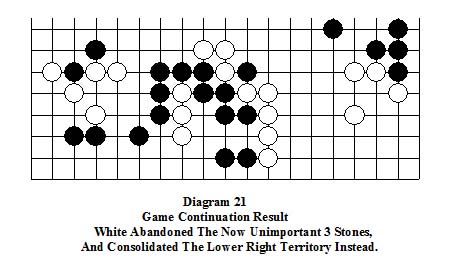 Diagram 21
Game Continuation Result
White Abandoned The Now Unimportant 3 Stones,
And Consolidated The Lower Right Territory Instead.